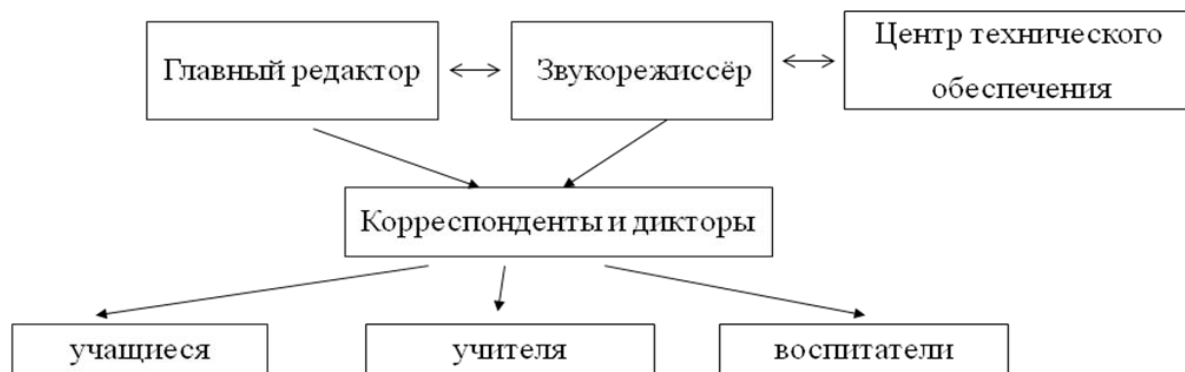 Главный редактор
Звукорежиссёр
Центр технического
обеспечения
Корреспонденты и дикторы
учащиеся
учителя
воспитатели